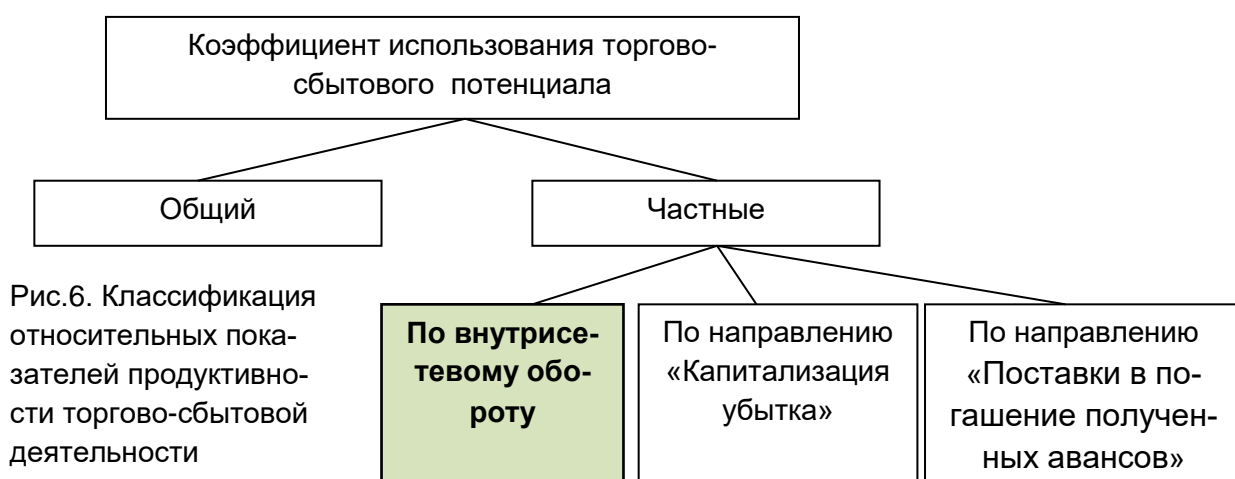 Коэффициент использования торгово-
сбытового потенциала
Общий
Частные
Рис.6. Классификация
относительных пока-
зателей продуктивно-
сти торгово-сбытовой
деятельности
По внутрисе-
тевому обо-
роту
По направлению
«Капитализация
убытка»
По направлению
«Поставки в по-
гашение получен-
ных авансов»